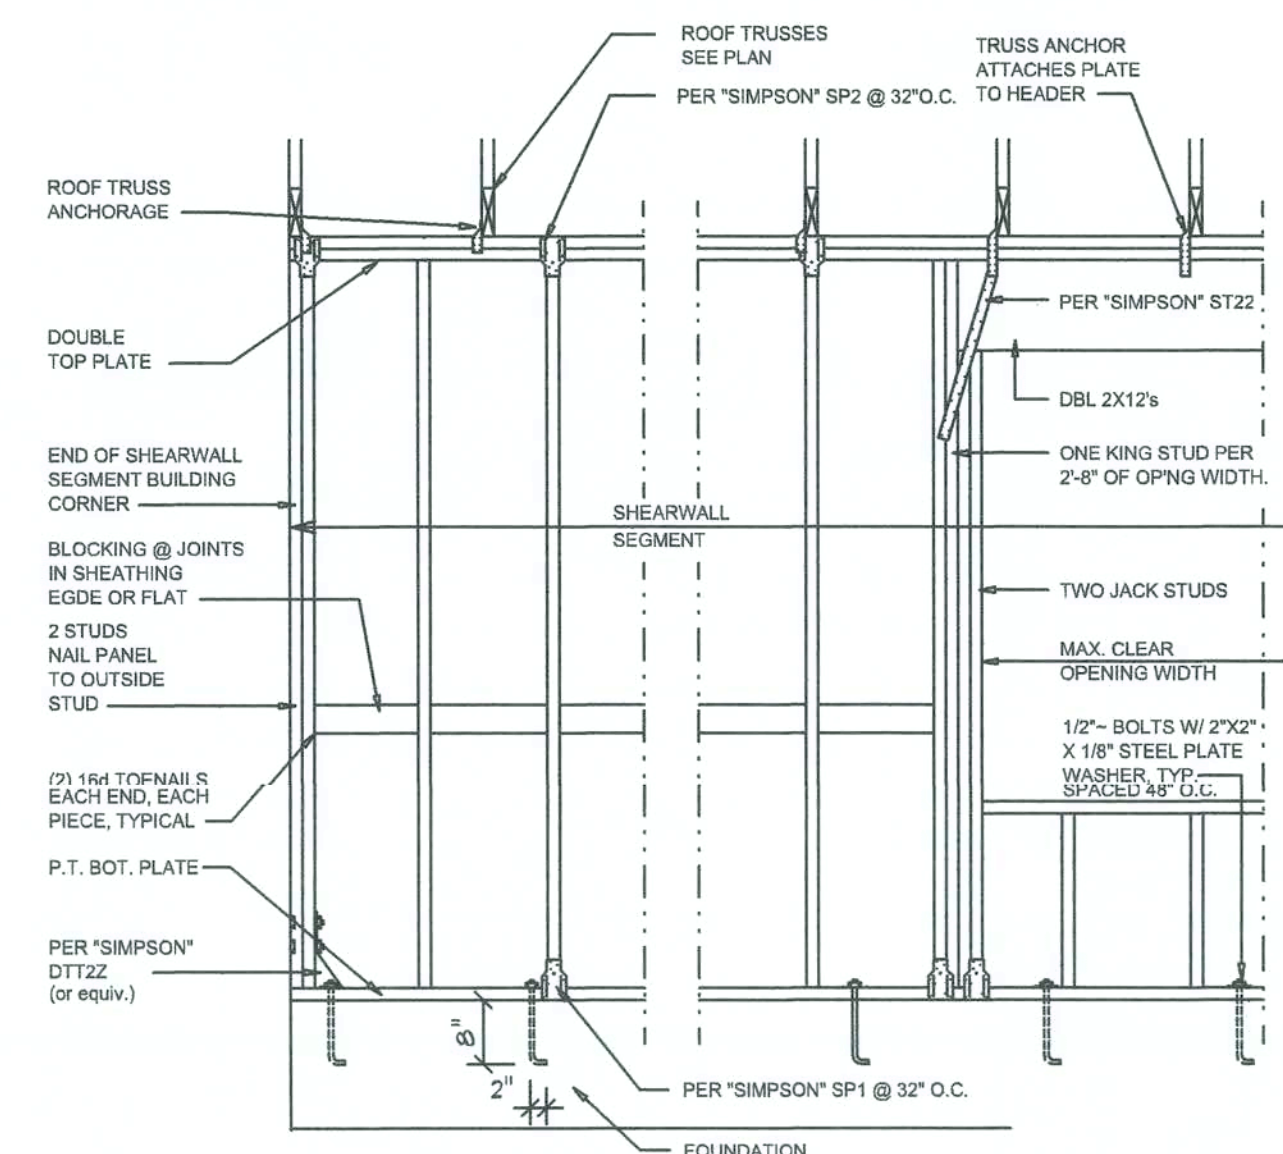 ROOF TRUSSES
SEE PLAN
TRUSS ANCHOR
ATTACHES PLATE
TO HEADER
PER "SIMPSON" SP2 @ 32"O.C.
ROOF TRUSS
ANCHORAGE
PER "SIMPSON" ST22
DOUBLE
TOP PLATE
DBL 2X12's
END OF SHEARWALL
SEGMENT BUILDING
CORNER
ONE KING STUD PER
2'-8" OF OP'NG WIDTH.
SHEARWALL
SEGMENT
BLOCKING @ JOINTS
IN SHEATHING
EGDE OR FLAT
TWO JACK STUDS
2 STUDS
NAIL PANEL
TO OUTSIDE
STUD
MAX. CLEAR
OPENING WIDTH
1/2"~ BOLTS W/ 2"X2"
X 1/8" STEEL PLATE
WASHER, TYP.
SPACED 48" O.C.
(2) 16d TOENAILS
EACH END, EACH
PIECE, TYPICAL
P.T. BOT. PLATE
PER "SIMPSON"
DTT2Z
(or equiv.)
8"
2"
PER "SIMPSON" SP1 @ 32" O.C.
FOUNDATION